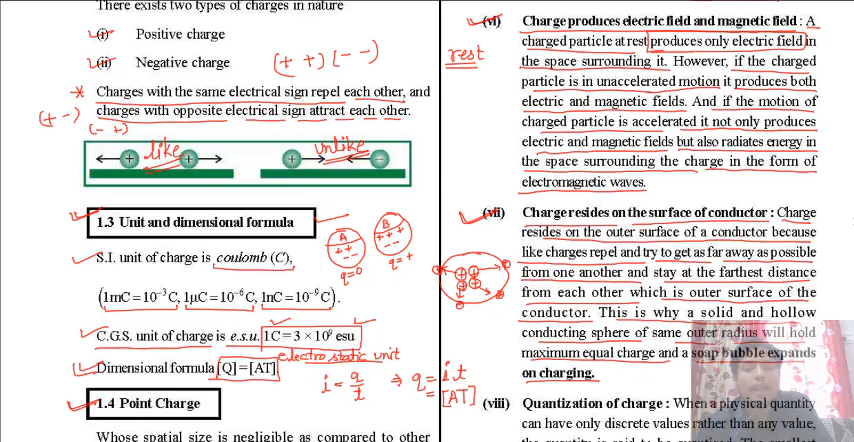 There exists two types of charges in nature
(i) Positive charge
(ii) Negative charge
(+ +) (− −)
* Charges with the same electrical sign repel each other, and
charges with opposite electrical sign attract each other.
(+ −)
(− +)
+ like +
+ unlike −
1.3 Unit and dimensional formula
A
+ + +
− −
q=0
B
+ + +
− −
q=+
S.I. unit of charge is coulomb (C),
(1mC = 10⁻³C, 1μC = 10⁻⁶C, 1nC = 10⁻⁹C).
C.G.S. unit of charge is e.s.u. 1C = 3 × 10⁹ esu
electrostatic unit
Dimensional formula [Q]=[AT]
i = q/t ⇒ q = it
= [AT]
1.4 Point Charge
Whose spatial size is negligible as compared to other
(vi) Charge produces electric field and magnetic field : A
rest
charged particle at rest produces only electric field in
the space surrounding it. However, if the charged
particle is in unaccelerated motion it produces both
electric and magnetic fields. And if the motion of
charged particle is accelerated it not only produces
electric and magnetic fields but also radiates energy in
the space surrounding the charge in the form of
electromagnetic waves.
(vii) Charge resides on the surface of conductor : Charge
resides on the outer surface of a conductor because
like charges repel and try to get as far away as possible
from one another and stay at the farthest distance
from each other which is outer surface of the
conductor. This is why a solid and hollow
conducting sphere of same outer radius will hold
maximum equal charge and a soap bubble expands
on charging.
(viii) Quantization of charge : When a physical quantity
can have only discrete values rather than any value,